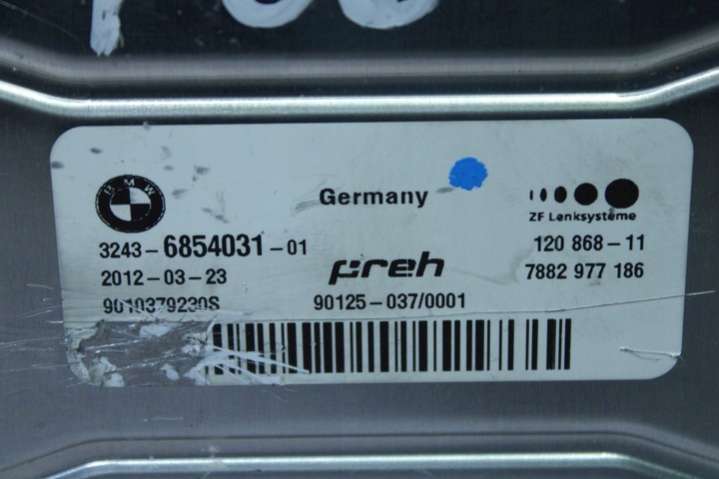 BMW
Germany
ZF Lenksysteme
3243-6854031-01
120 868-11
2012-03-23
preh
7882 977 186
9010379230S
90125-037/0001